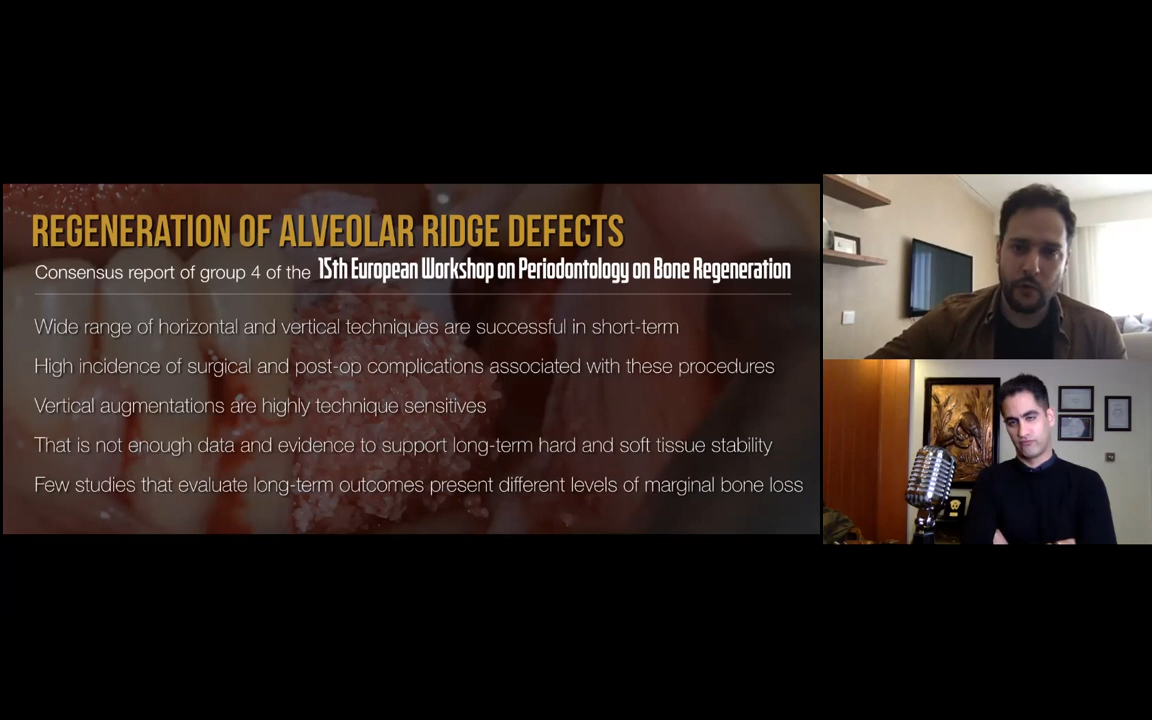 REGENERATION OF ALVEOLAR RIDGE DEFECTS
Consensus report of group 4 of the 15th European Workshop on Periodontology on Bone Regeneration
Wide range of horizontal and vertical techniques are successful in short-term
High incidence of surgical and post-op complications associated with these procedures
Vertical augmentations are highly technique sensitives
That is not enough data and evidence to support long-term hard and soft tissue stability
Few studies that evaluate long-term outcomes present different levels of marginal bone loss